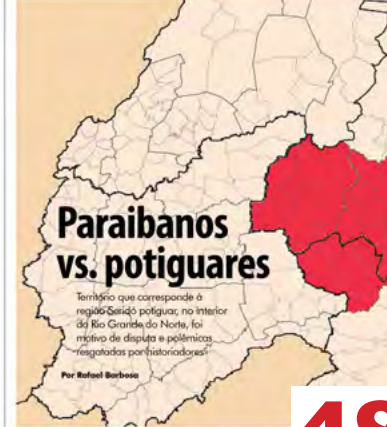 Paraibanos
vs. potiguares
Território que corresponde à
região Seridó potiguar, no interior
do Rio Grande do Norte, foi
motivo de disputa e polêmicas
resgatadas por historiadores
Por Rafael Barbosa
48